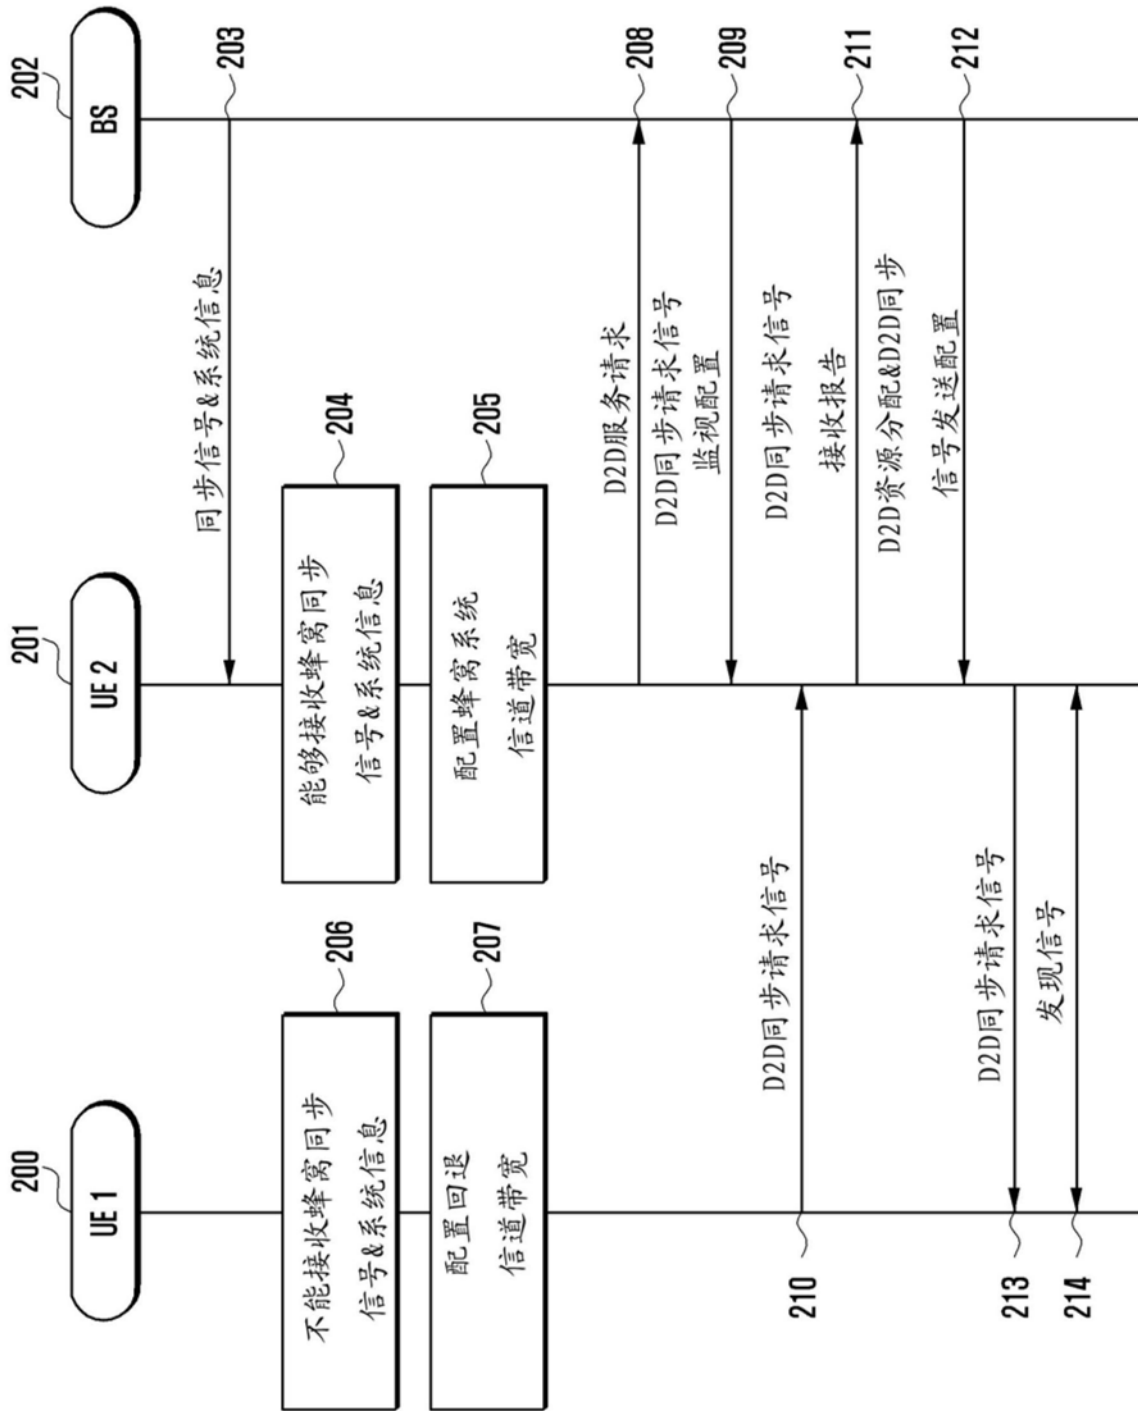 200
UE 1
201
UE 2
202
BS
同步信号&系统信息
203
能够接收蜂窝同步
信号&系统信息
204
配置蜂窝系统
信道带宽
205
不能接收蜂窝同步
信号&系统信息
206
配置回退
信道带宽
207
D2D服务请求
208
D2D同步请求信号
监视配置
209
D2D同步请求信号
210
D2D同步请求信号
接收报告
211
D2D资源分配&D2D同步
信号发送配置
212
D2D同步请求信号
213
发现信号
214